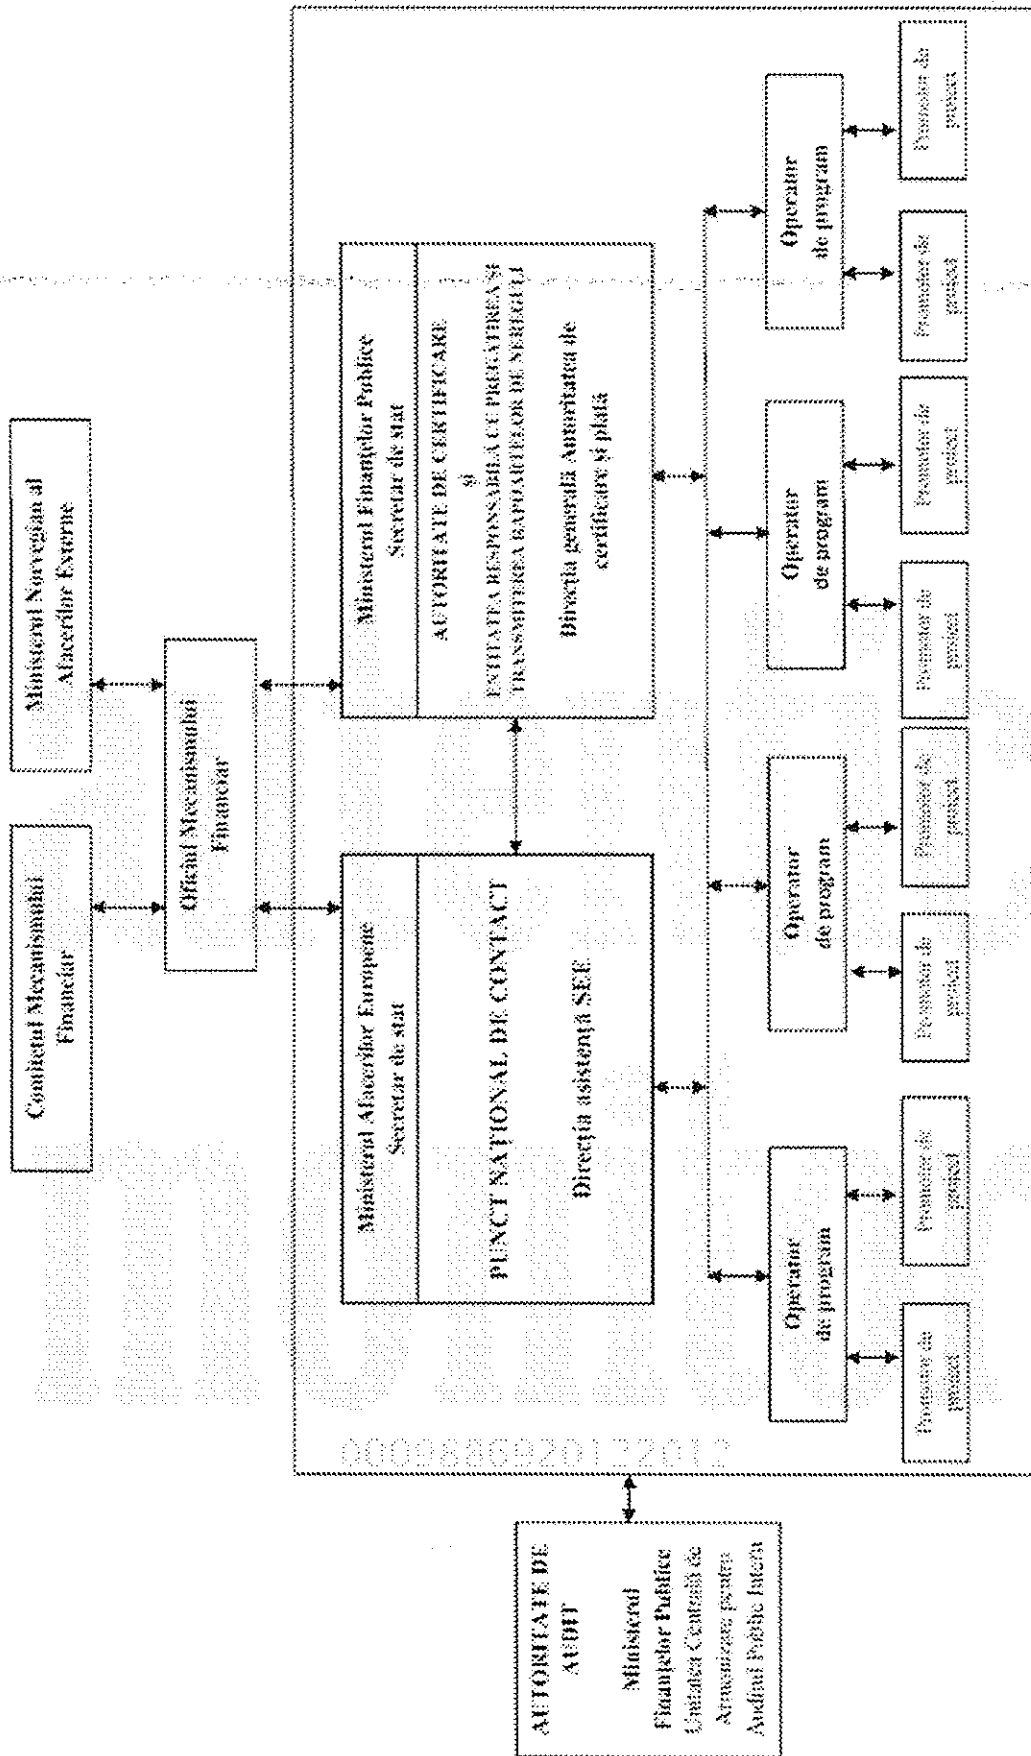 Comitetul Mecanismului
Financiar
Ministerul Norvegian al
Afacerilor Externe
Oficiul Mecanismului
Financiar
Ministerul Afacerilor Europene
Secretar de stat
PUNCT NAȚIONAL DE CONTACT
Direcția asistență SEE
Ministerul Finanțelor Publice
Secretar de stat
AUTORITATE DE CERTIFICARE
și
ENTITATEA RESPONSABILA CU PREGĂTIREA ȘI
TRANSMITEREA RAPOARTELOR DE NEREGULI
Direcția generală Autoritatea de
certificare și plată
AUTORITATE DE
AUDIT
Ministerul
Finanțelor Publice
Unitatea Centrală de
Armonizare pentru
Auditul Public Intern
Operator
de program
Operator
de program
Operator
de program
Operator
de program
Promotor de
proiect
Promotor de
proiect
Promotor de
proiect
Promotor de
proiect
Promotor de
proiect
Promotor de
proiect
Promotor de
proiect
Promotor de
proiect